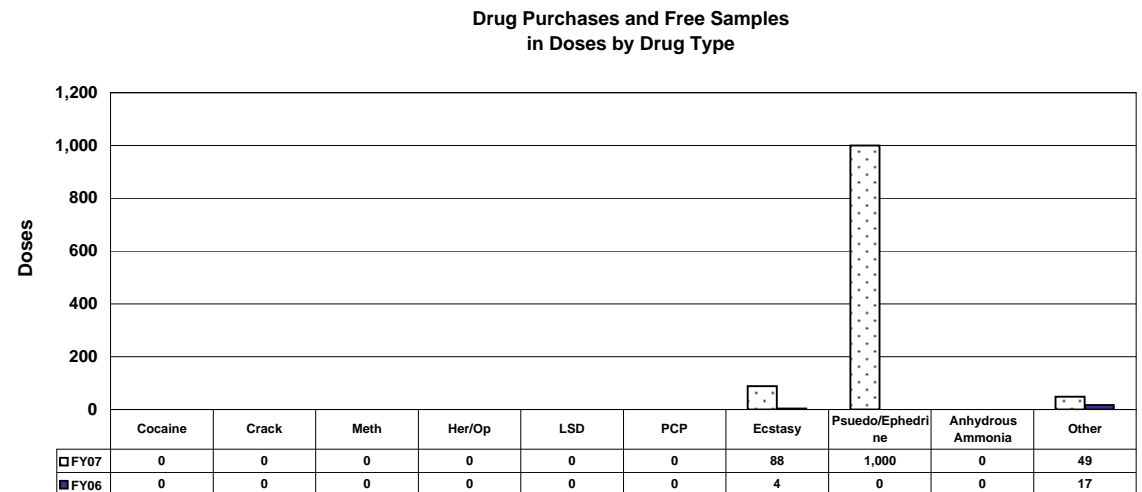 Drug Purchases and Free Samples
in Doses by Drug Type
1,200
1,000
800
600
400
200
0
Doses
Cocaine Crack Meth Her/Op LSD PCP Ecstasy Psuedo/Ephedri Anhydrous Other
ne Ammonia
FY07 0 0 0 0 0 0 88 1,000 0 49
FY06 0 0 0 0 0 0 4 0 0 17